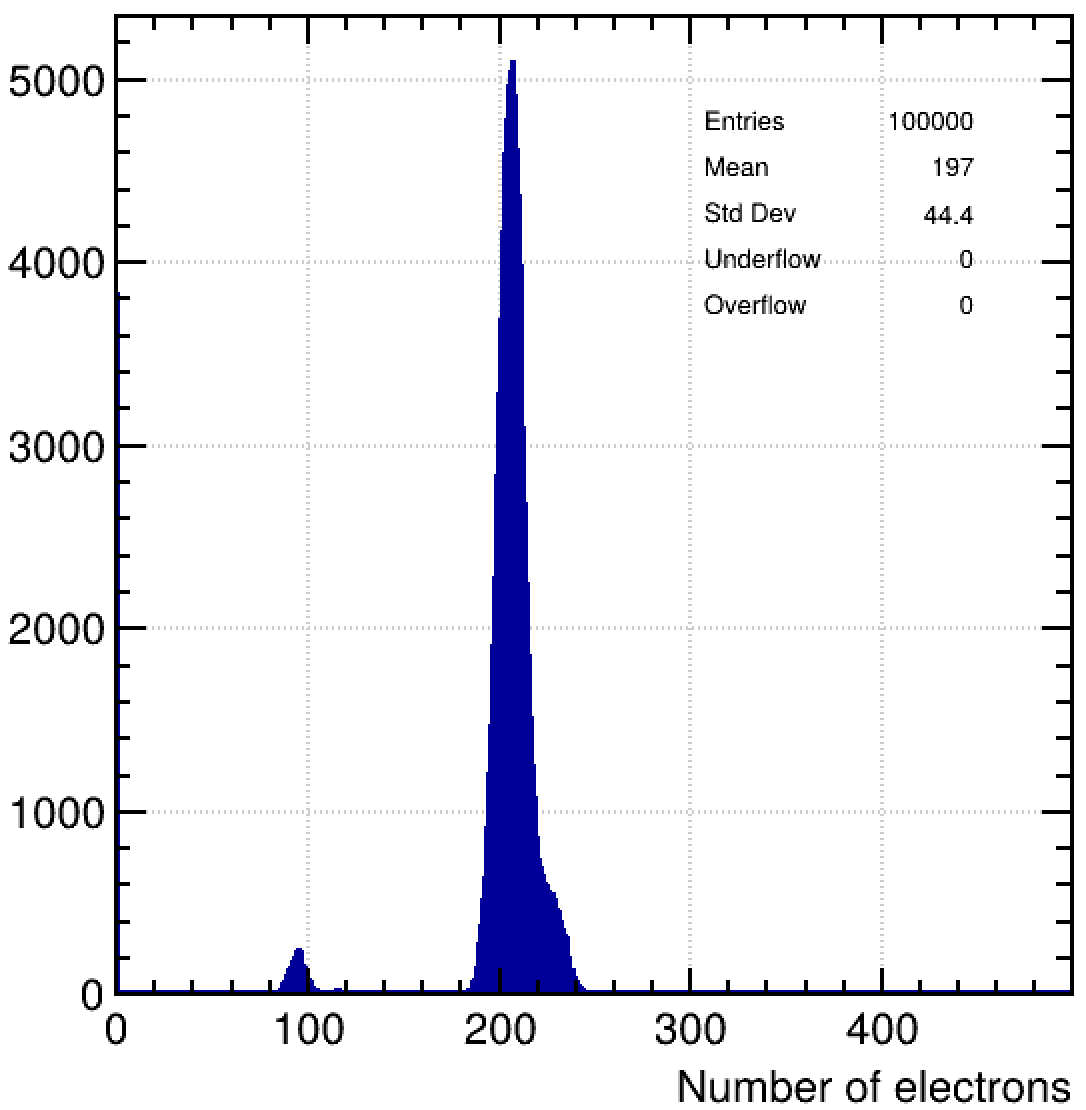 5000
Entries 100000
Mean 197
Std Dev 44.4
4000
Underflow 0
Overflow 0
3000
2000
1000
0
0 100 200 300 400
Number of electrons